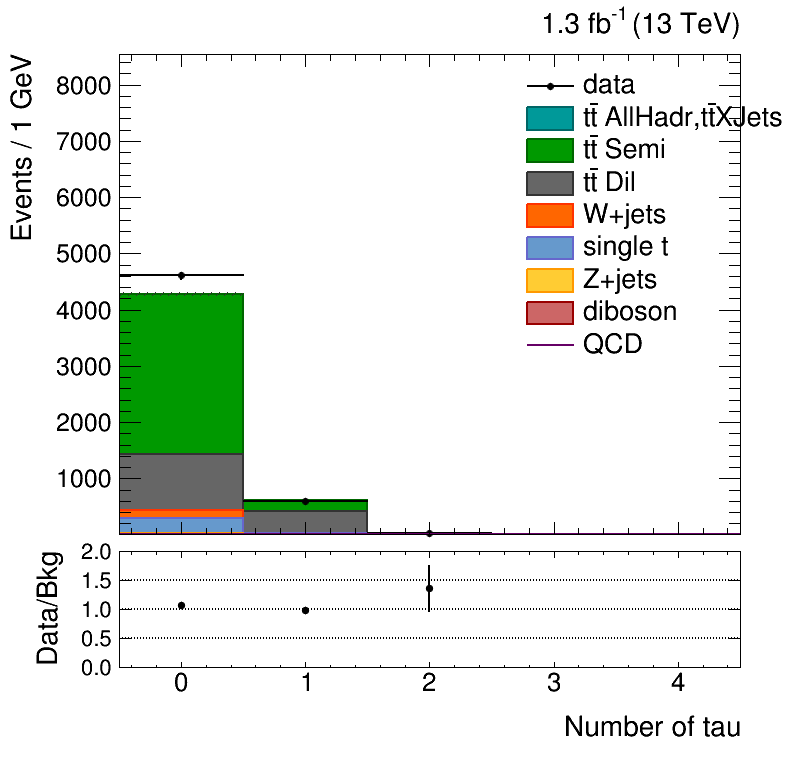 1.3 fb⁻¹ (13 TeV)
Events / 1 GeV
8000
7000
6000
5000
4000
3000
2000
1000
data
tt̄ AllHadr,tt̄XJets
tt̄ Semi
tt̄ Dil
W+jets
single t
Z+jets
diboson
QCD
Data/Bkg
2.0
1.5
1.0
0.5
0.0
0 1 2 3 4
Number of tau